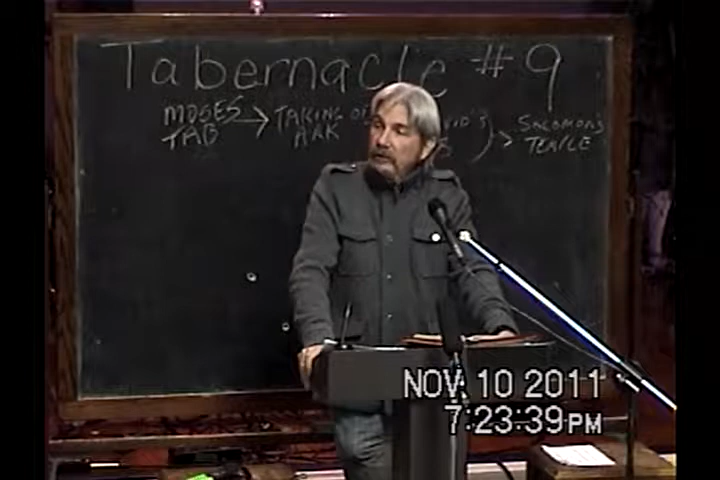 Tabernacle #9
MOSES → TAKING OF
TAB ARK
SOLOMON'S
TEMPLE
NOV 10 2011
7:23:39 PM